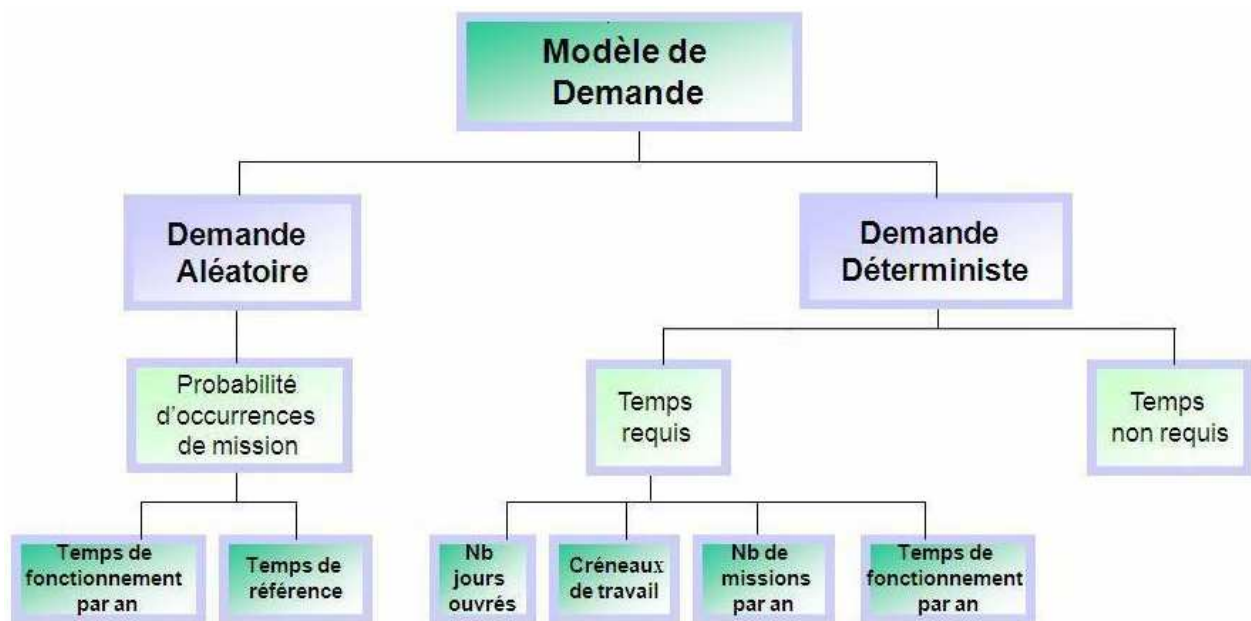 Modèle de
Demande
Demande
Aléatoire
Demande
Déterministe
Probabilité
d'occurrences
de mission
Temps
requis
Temps
non requis
Temps de
fonctionnement
par an
Temps de
référence
Nb
jours
ouvrés
Créneaux
de travail
Nb de
missions
par an
Temps de
fonctionnement
par an